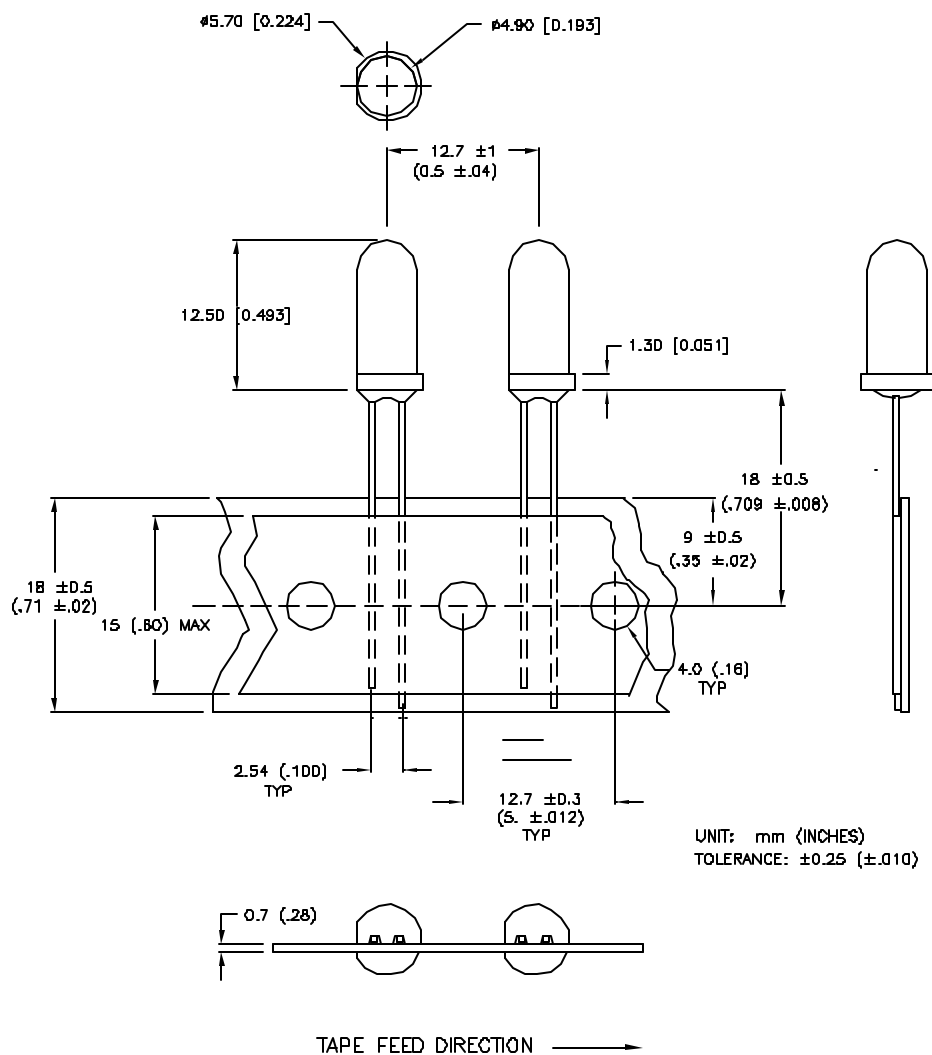 ø5.70 [0.224]
ø4.90 [0.193]
12.7 ±1
(0.5 ±.04)
12.50 [0.493]
1.30 [0.051]
18 ±0.5
(.709 ±.008)
9 ±0.5
(.35 ±.02)
18 ±0.5
(.71 ±.02)
15 (.60) MAX
4.0 (.16)
TYP
2.54 (.100)
TYP
12.7 ±0.3
(5. ±.012)
TYP
UNIT: mm (INCHES)
TOLERANCE: ±0.25 (±.010)
0.7 (.28)
TAPE FEED DIRECTION